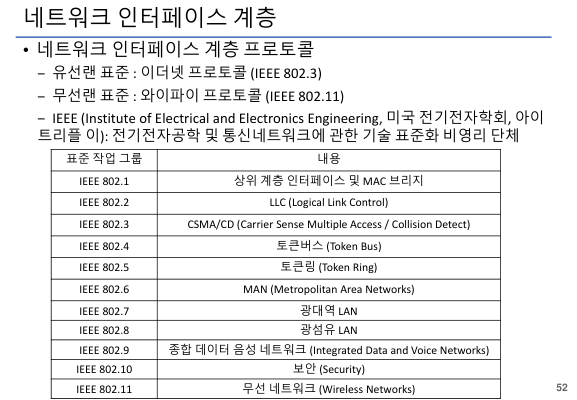 네트워크 인터페이스 계층
• 네트워크 인터페이스 계층 프로토콜
– 유선랜 표준 : 이더넷 프로토콜 (IEEE 802.3)
– 무선랜 표준 : 와이파이 프로토콜 (IEEE 802.11)
– IEEE (Institute of Electrical and Electronics Engineering, 미국 전기전자학회, 아이
트리플 이): 전기전자공학 및 통신네트워크에 관한 기술 표준화 비영리 단체
표준 작업 그룹 내용
IEEE 802.1 상위 계층 인터페이스 및 MAC 브리지
IEEE 802.2 LLC (Logical Link Control)
IEEE 802.3 CSMA/CD (Carrier Sense Multiple Access / Collision Detect)
IEEE 802.4 토큰버스 (Token Bus)
IEEE 802.5 토큰링 (Token Ring)
IEEE 802.6 MAN (Metropolitan Area Networks)
IEEE 802.7 광대역 LAN
IEEE 802.8 광섬유 LAN
IEEE 802.9 종합 데이터 음성 네트워크 (Integrated Data and Voice Networks)
IEEE 802.10 보안 (Security)
IEEE 802.11 무선 네트워크 (Wireless Networks)
52